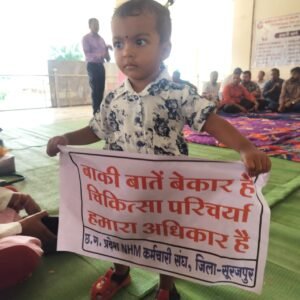 बाकी बातें बेकार है
चिकित्सा परिचर्या
हमारा अधिकार है
छ.ग. प्रदेश NHM कर्मचारी संघ, जिला-सूरजपुर